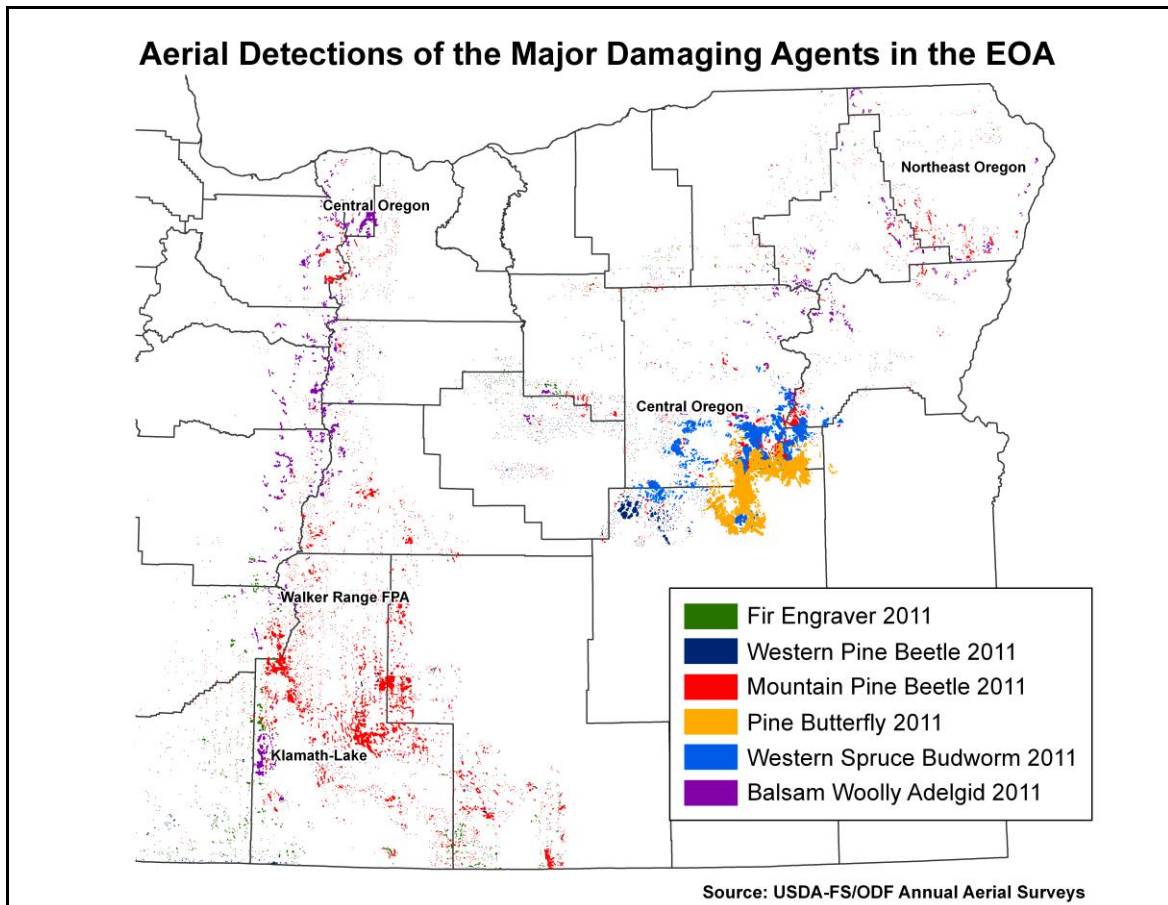 Aerial Detections of the Major Damaging Agents in the EOA
Northeast Oregon
Central Oregon
Central Oregon
Walker Range FPA
Klamath-Lake
Fir Engraver 2011
Western Pine Beetle 2011
Mountain Pine Beetle 2011
Pine Butterfly 2011
Western Spruce Budworm 2011
Balsam Woolly Adelgid 2011
Source: USDA-FS/ODF Annual Aerial Surveys